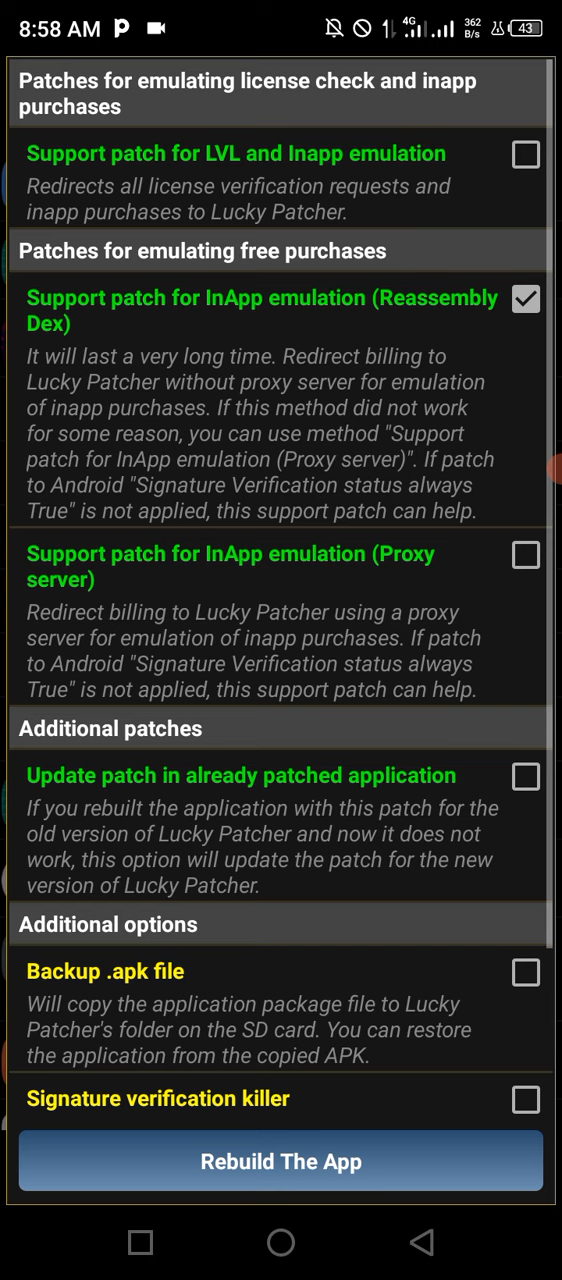 8:58 AM
4G
362
B/s
43
Patches for emulating license check and inapp
purchases
Support patch for LVL and Inapp emulation
Redirects all license verification requests and
inapp purchases to Lucky Patcher.
Patches for emulating free purchases
Support patch for InApp emulation (Reassembly
Dex)
It will last a very long time. Redirect billing to
Lucky Patcher without proxy server for emulation
of inapp purchases. If this method did not work
for some reason, you can use method "Support
patch for InApp emulation (Proxy server)". If patch
to Android "Signature Verification status always
True" is not applied, this support patch can help.
Support patch for InApp emulation (Proxy
server)
Redirect billing to Lucky Patcher using a proxy
server for emulation of inapp purchases. If patch
to Android "Signature Verification status always
True" is not applied, this support patch can help.
Additional patches
Update patch in already patched application
If you rebuilt the application with this patch for the
old version of Lucky Patcher and now it does not
work, this option will update the patch for the new
version of Lucky Patcher.
Additional options
Backup .apk file
Will copy the application package file to Lucky
Patcher's folder on the SD card. You can restore
the application from the copied APK.
Signature verification killer
Rebuild The App